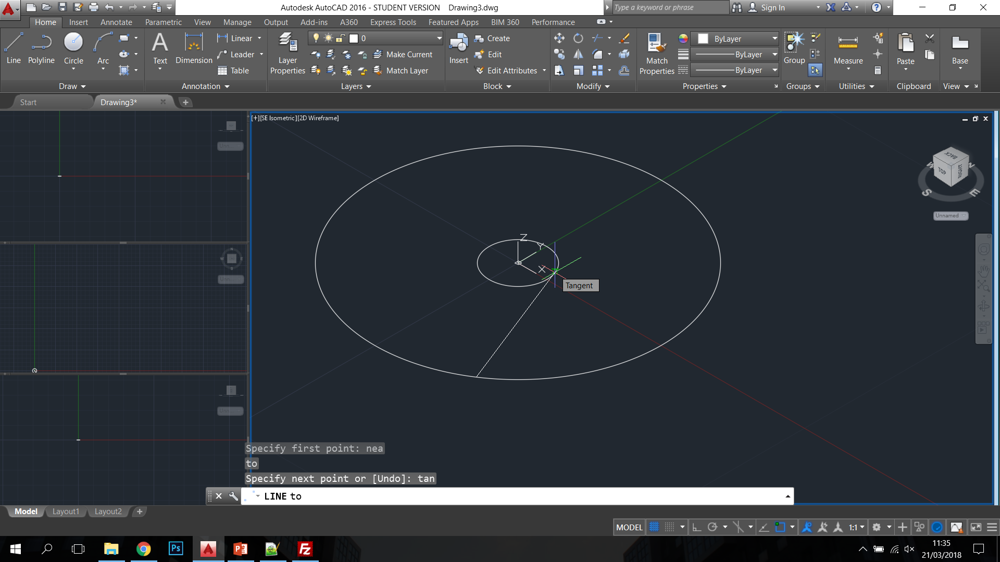 Autodesk AutoCAD 2016 - STUDENT VERSION Drawing3.dwg
Type a keyword or phrase
Sign In
Home Insert Annotate Parametric View Manage Output Add-ins A360 Express Tools Featured Apps BIM 360 Performance
Line Polyline Circle Arc
Text Dimension
Linear
Leader
Table
Layer Properties
0
Make Current
Match Layer
Insert
Create
Edit
Edit Attributes
Match Properties
ByLayer
ByLayer
ByLayer
Group
Measure
Paste
Base
Draw Annotation Layers Block Modify Properties Groups Utilities Clipboard View
Start Drawing3*
[+][SE Isometric][2D Wireframe]
BACK
TOP
RIGHT
W
N
S
E
Unnamed
N
W
E
S
Z
Y
X
Tangent
Specify first point: nea
to
Specify next point or [Undo]: tan
LINE to
Model Layout1 Layout2
MODEL
1:1
Ps
P
Fz
11:35
21/03/2018